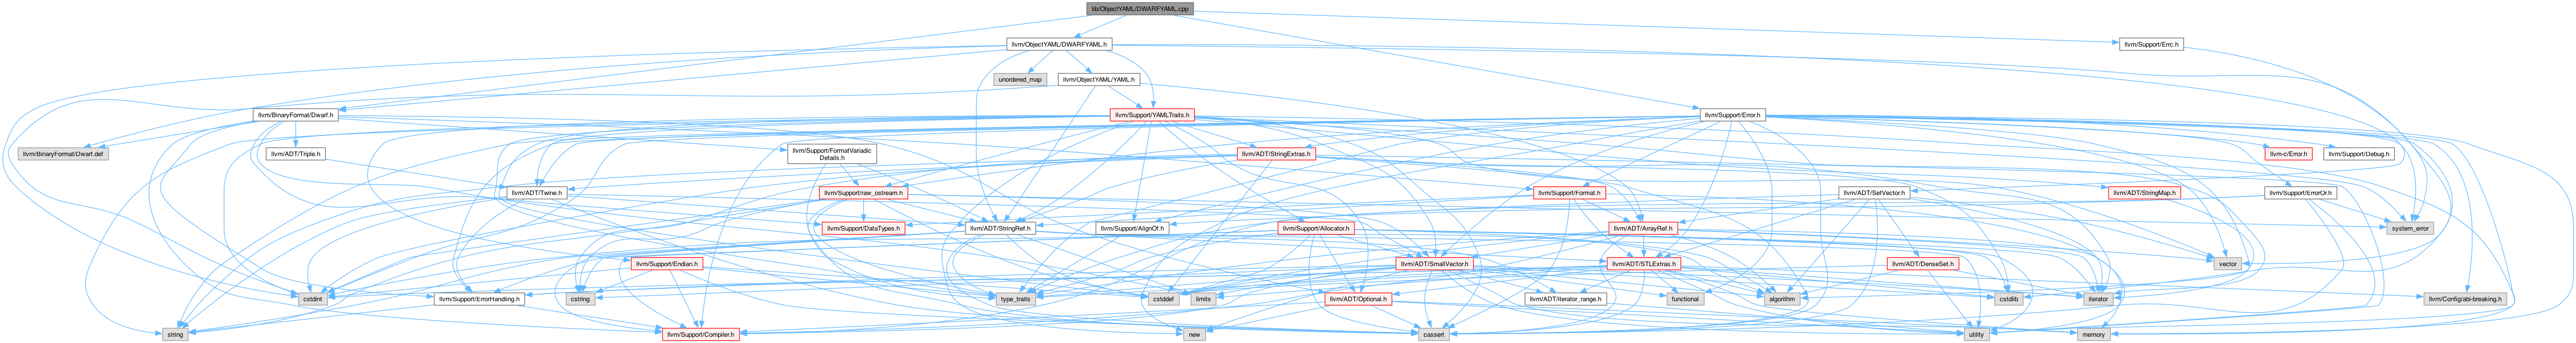 lib/ObjectYAML/DWARFYAML.cpp
llvm/ObjectYAML/DWARFYAML.h
llvm/Support/Errc.h
unordered_map
llvm/ObjectYAML/YAML.h
llvm/BinaryFormat/Dwarf.h
llvm/Support/YAMLTraits.h
llvm/Support/Error.h
llvm/BinaryFormat/Dwarf.def
llvm/ADT/Triple.h
llvm/Support/FormatVariadic
Details.h
llvm/ADT/StringExtras.h
llvm-c/Error.h
llvm/Support/Debug.h
llvm/ADT/Twine.h
llvm/Support/raw_ostream.h
llvm/Support/Format.h
llvm/ADT/SetVector.h
llvm/ADT/StringMap.h
llvm/Support/ErrorOr.h
llvm/Support/DataTypes.h
llvm/ADT/StringRef.h
llvm/Support/AlignOf.h
llvm/Support/Allocator.h
llvm/ADT/ArrayRef.h
system_error
llvm/Support/Endian.h
llvm/ADT/SmallVector.h
llvm/ADT/STLExtras.h
llvm/ADT/DenseSet.h
vector
cstdint
llvm/Support/ErrorHandling.h
cstring
type_traits
cstddef
limits
llvm/ADT/Optional.h
llvm/ADT/iterator_range.h
functional
algorithm
cstdlib
iterator
llvm/Config/abi-breaking.h
string
llvm/Support/Compiler.h
new
cassert
utility
memory